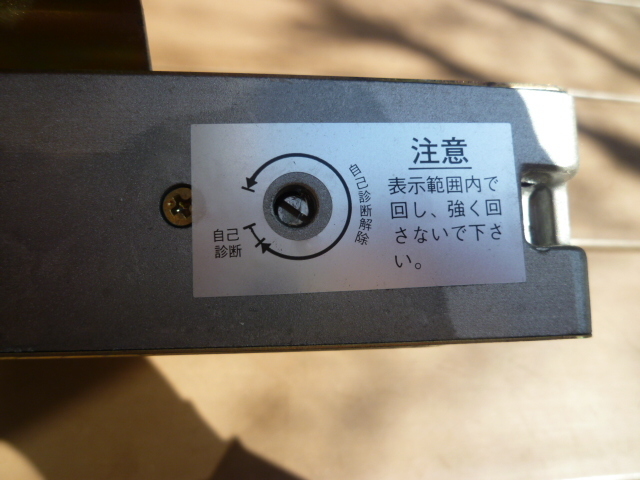 注意
表示範囲内で
回し、強く回
さないで下さ
い。
自己診断解除
自己
診断